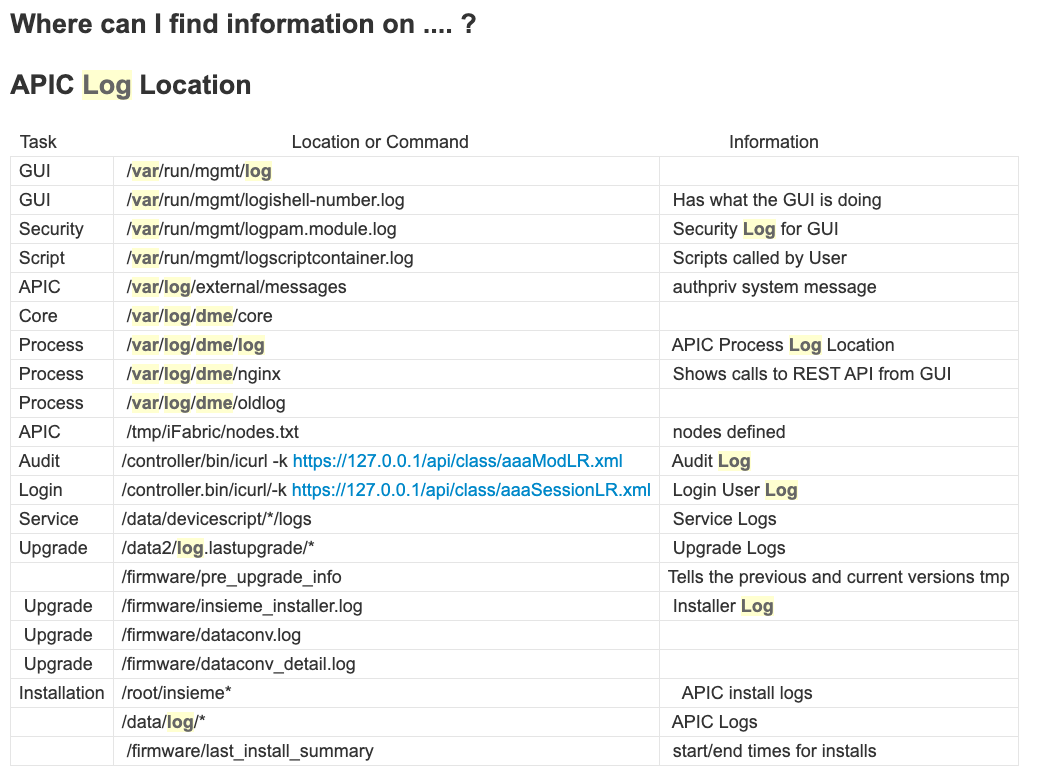 Where can I find information on .... ?
APIC Log Location
Task Location or Command Information
GUI /var/run/mgmt/log
GUI /var/run/mgmt/logishell-number.log Has what the GUI is doing
Security /var/run/mgmt/logpam.module.log Security Log for GUI
Script /var/run/mgmt/logscriptcontainer.log Scripts called by User
APIC /var/log/external/messages authpriv system message
Core /var/log/dme/core
Process /var/log/dme/log APIC Process Log Location
Process /var/log/dme/nginx Shows calls to REST API from GUI
Process /var/log/dme/oldlog
APIC /tmp/iFabric/nodes.txt nodes defined
Audit /controller/bin/icurl -k https://127.0.0.1/api/class/aaaModLR.xml Audit Log
Login /controller.bin/icurl/-k https://127.0.0.1/api/class/aaaSessionLR.xml Login User Log
Service /data/devicescript/*/logs Service Logs
Upgrade /data2/log.lastupgrade/* Upgrade Logs
/firmware/pre_upgrade_info Tells the previous and current versions tmp
Upgrade /firmware/insieme_installer.log Installer Log
Upgrade /firmware/dataconv.log
Upgrade /firmware/dataconv_detail.log
Installation /root/insieme* APIC install logs
/data/log/* APIC Logs
/firmware/last_install_summary start/end times for installs